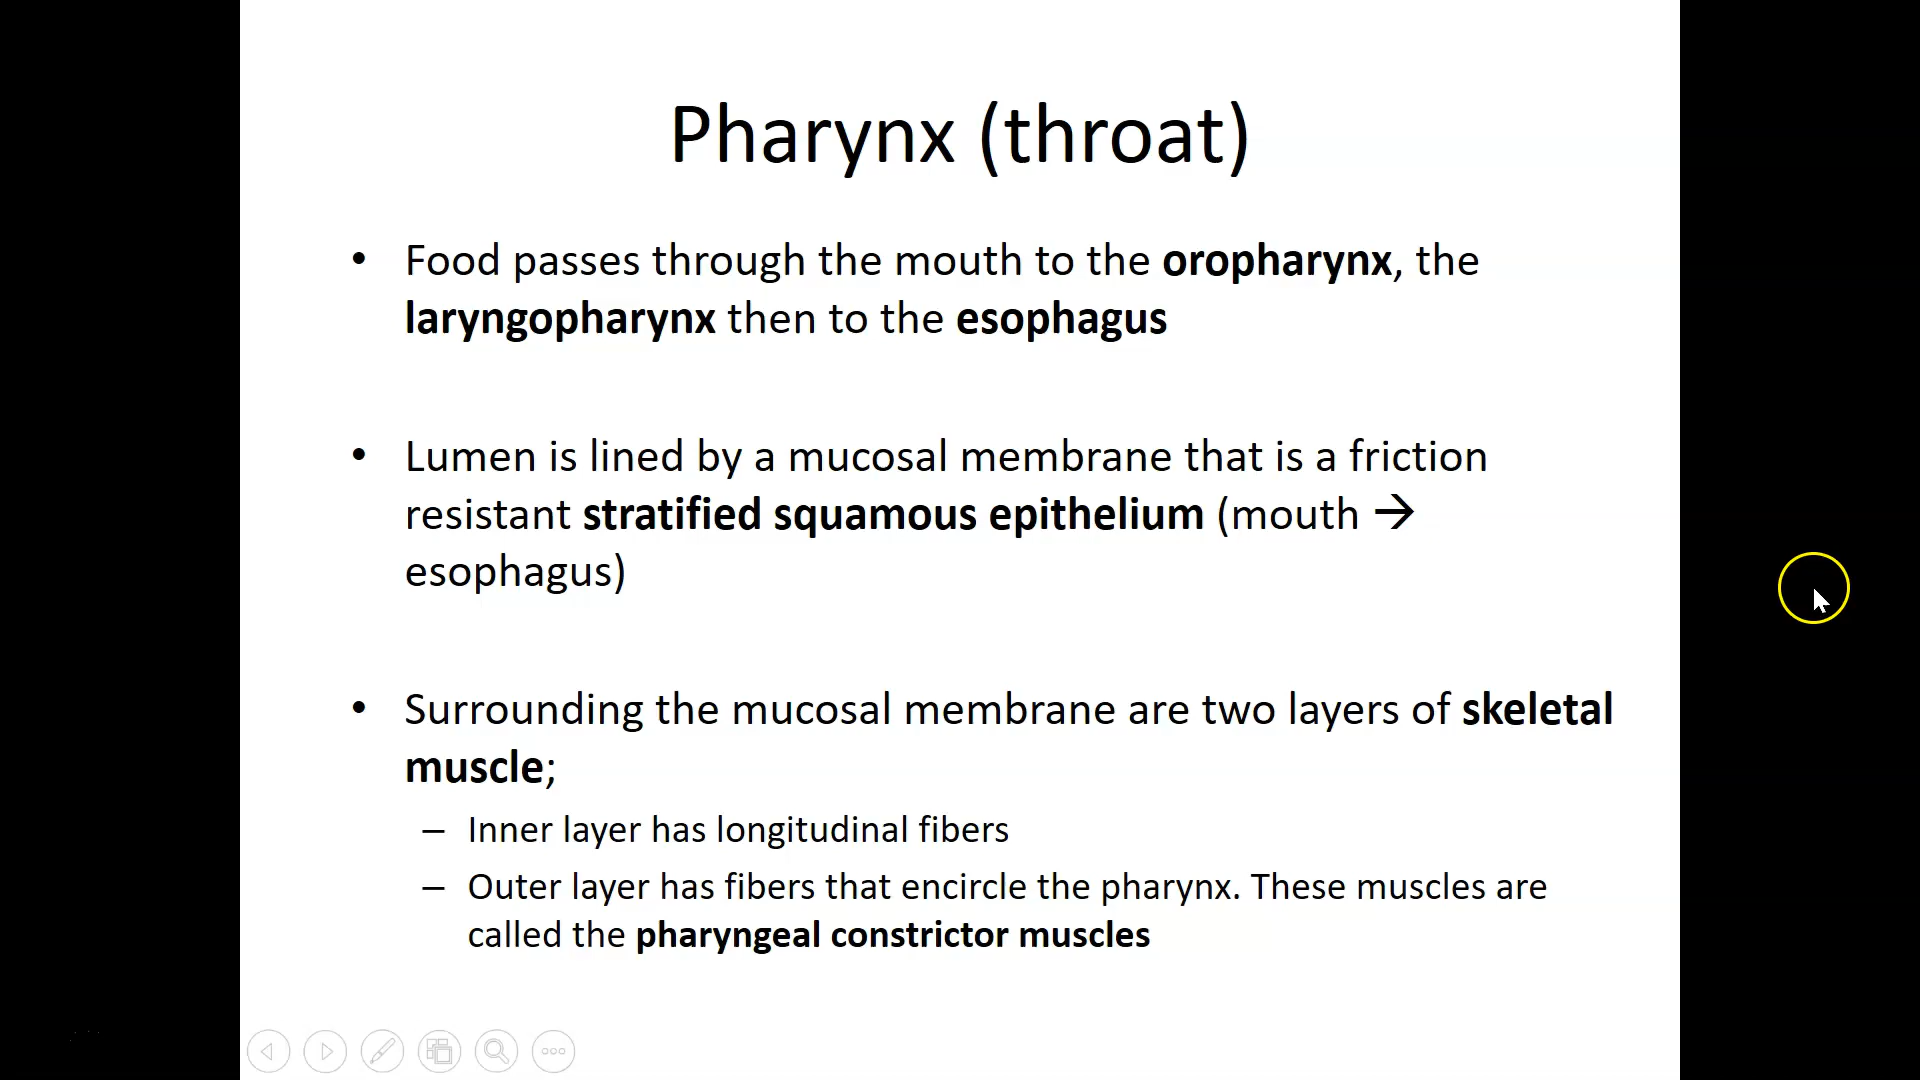 Pharynx (throat)
• Food passes through the mouth to the oropharynx, the
laryngopharynx then to the esophagus
• Lumen is lined by a mucosal membrane that is a friction
resistant stratified squamous epithelium (mouth →
esophagus)
• Surrounding the mucosal membrane are two layers of skeletal
muscle;
– Inner layer has longitudinal fibers
– Outer layer has fibers that encircle the pharynx. These muscles are
called the pharyngeal constrictor muscles